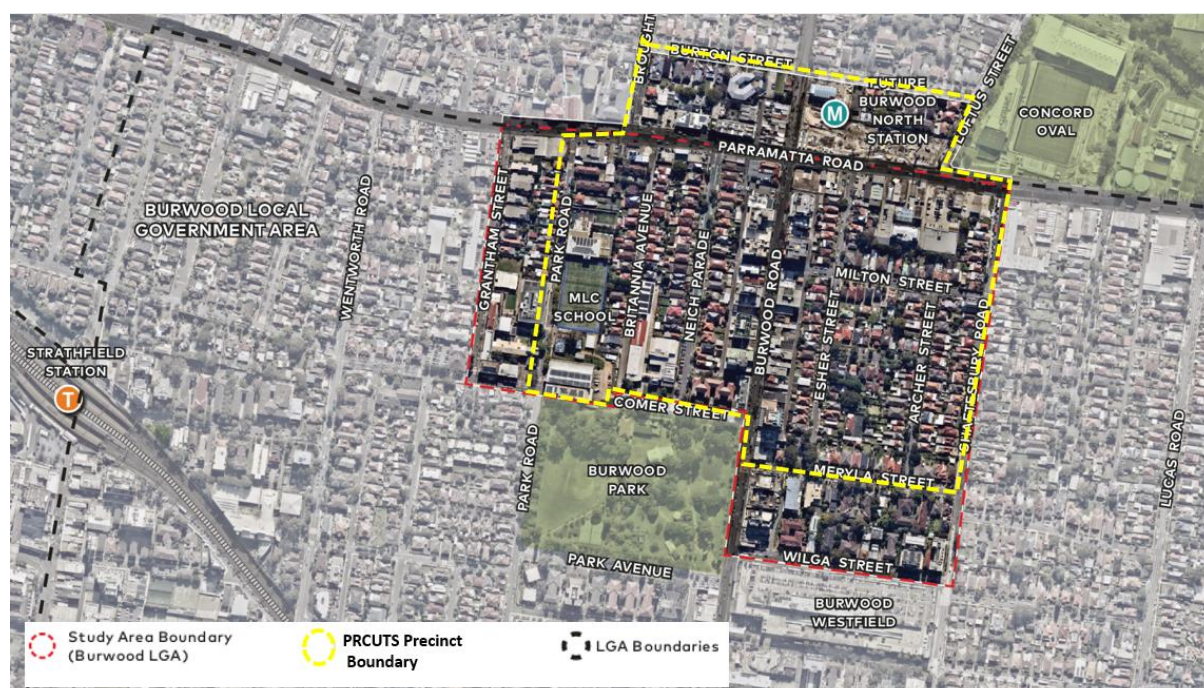 BURTON STREET
BROUGHT
FUTURE
BURWOOD
NORTH
STATION
M
LOFTUS STREET
CONCORD
OVAL
PARRAMATTA ROAD
BURWOOD LOCAL
GOVERNMENT AREA
WENTWORTH ROAD
GRANTHAM STREET
PARK ROAD
MLC
SCHOOL
BRITANNIA AVENUE
NEICH PARADE
BURWOOD ROAD
ESHER STREET
MILTON STREET
ARCHER STREET
SHAFTESBURY ROAD
LUCAS ROAD
STRATHFIELD
STATION
T
COMER STREET
PARK ROAD
BURWOOD
PARK
MERYLA STREET
PARK AVENUE
WILGA STREET
BURWOOD
WESTFIELD
Study Area Boundary
(Burwood LGA)
PRCUTS Precinct
Boundary
LGA Boundaries